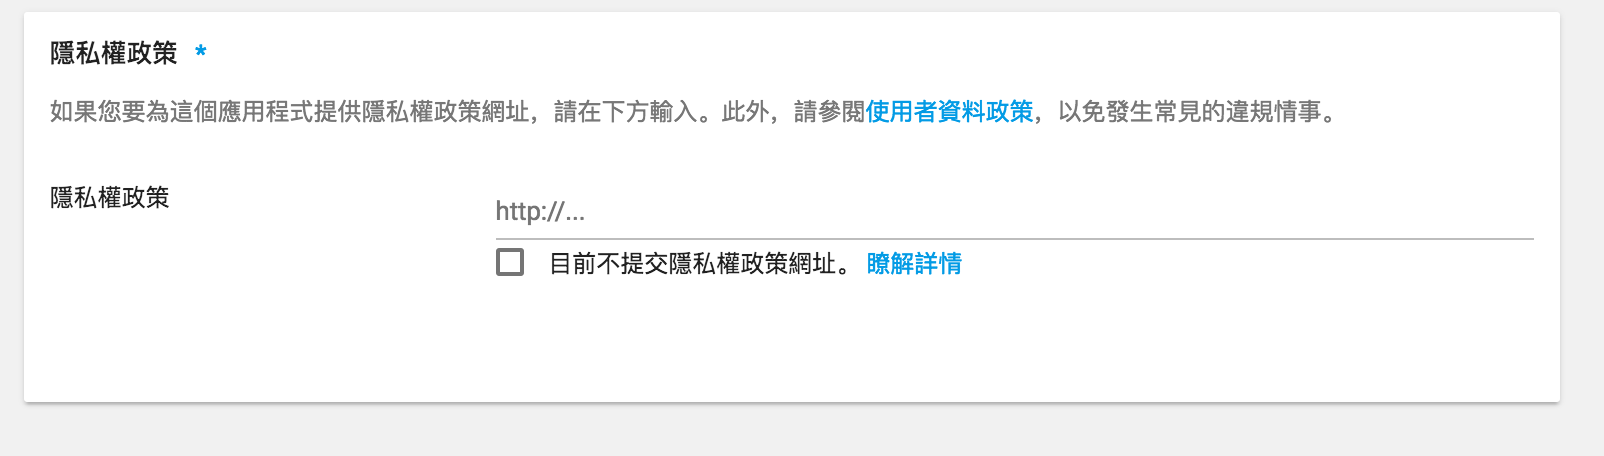 隱私權政策 *
如果您要為這個應用程式提供隱私權政策網址，請在下方輸入。此外，請參閱使用者資料政策，以免發生常見的違規情事。
隱私權政策
http://...
目前不提交隱私權政策網址。 瞭解詳情